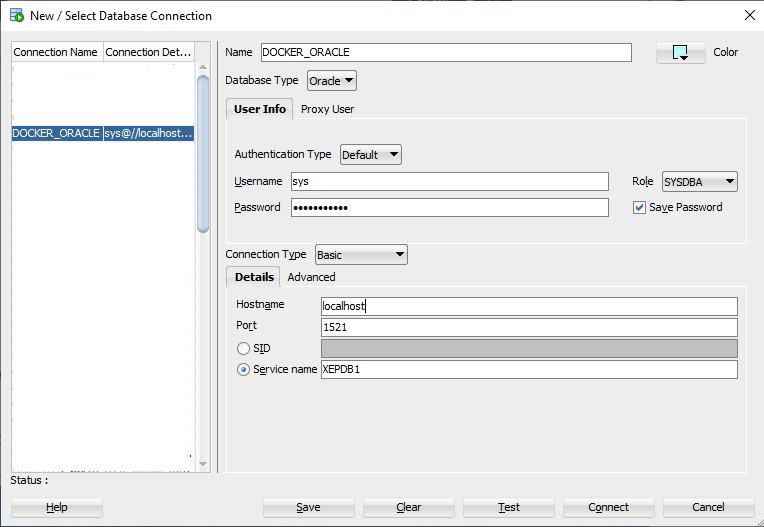 New / Select Database Connection
Connection Name Connection Det...
DOCKER_ORACLE sys@//localhost...
Name DOCKER_ORACLE Color
Database Type Oracle
User Info Proxy User
Authentication Type Default
Username sys Role SYSDBA
Password ••••••••••• Save Password
Connection Type Basic
Details Advanced
Hostname localhost
Port 1521
SID
Service name XEPDB1
Status :
Help Save Clear Test Connect Cancel